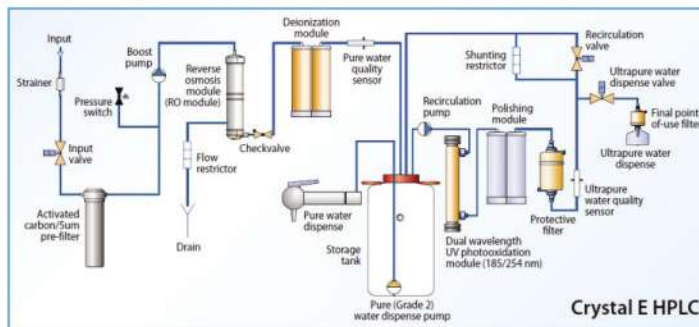 Input
Strainer
Pressure
switch
Input
valve
Activated
carbon/5um
pre-filter
Boost
pump
Reverse
osmosis
module
(RO module)
Flow
restrictor
Drain
Checkvalve
Deionization
module
Pure water
quality
sensor
Pure water
dispense
Storage
tank
Pure (Grade 2)
water dispense pump
Recirculation
pump
Dual wavelength
UV photooxidation
module (185/254 nm)
Polishing
module
Protective
filter
Shunting
restrictor
Recirculation
valve
Ultrapure water
dispense valve
Final point-
of-use filter
Ultrapure water
dispense
Ultrapure
water quality
sensor
Crystal E HPLC